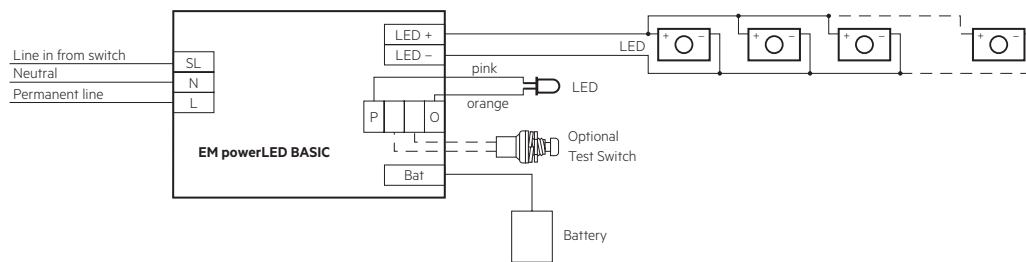 Line in from switch
Neutral
Permanent line
SL
N
L
EM powerLED BASIC
LED +
LED –
P
O
Bat
pink
orange
LED
Optional
Test Switch
Battery
LED
+ –
+ –
+ –
+ –